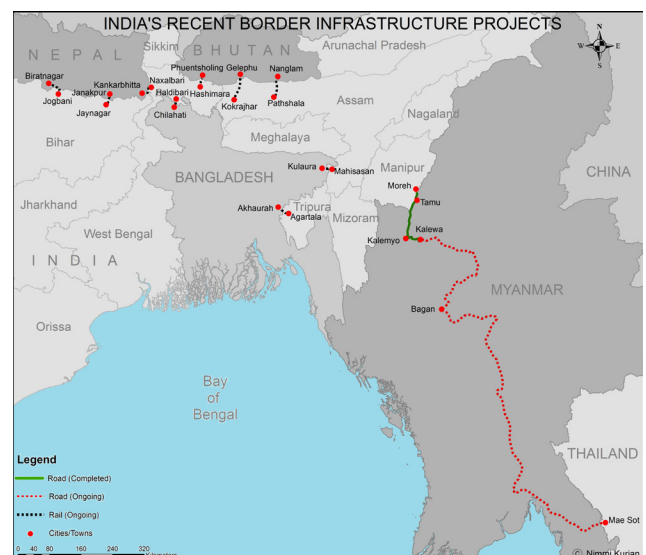 INDIA'S RECENT BORDER INFRASTRUCTURE PROJECTS
N
W E
S
NEPAL
Sikkim
BHUTAN
Arunachal Pradesh
Biratnagar
Jogbani
Janakpur
Jaynagar
Kankarbhitta
Naxalbari
Haldibari
Chilahati
Phuentsholing
Hashimara
Gelephu
Kokrajhar
Nanglam
Pathshala
Assam
Nagaland
Bihar
Meghalaya
Manipur
CHINA
Kulaura
Mahisasan
BANGLADESH
Moreh
Tamu
Jharkhand
Akhaurah
Agartala
Tripura
Mizoram
West Bengal
Kalemyo
Kalewa
INDIA
MYANMAR
Bagan
Orissa
Bay
of
Bengal
THAILAND
Mae Sot
Legend
Road (Completed)
Road (Ongoing)
Rail (Ongoing)
Cities/Towns
0 40 80 160 240 320
Kilometers
© Nimmi Kurian